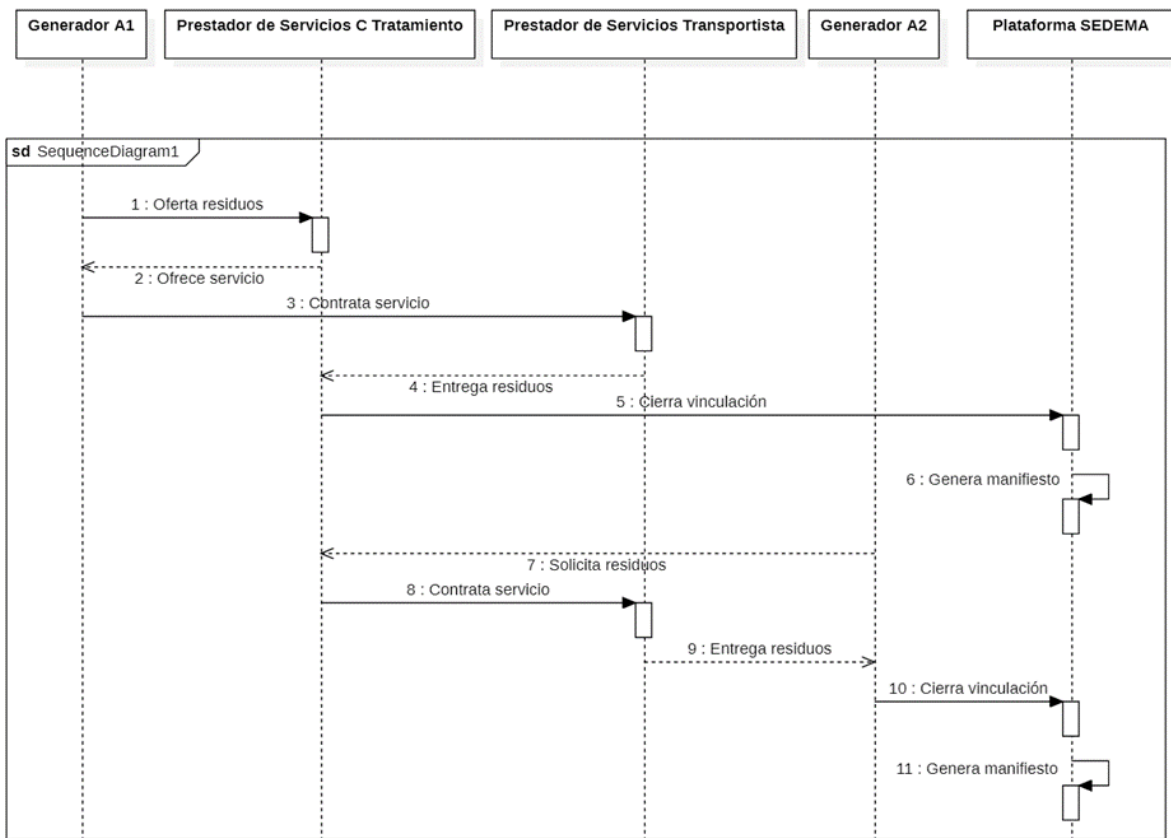 Generador A1
Prestador de Servicios C Tratamiento
Prestador de Servicios Transportista
Generador A2
Plataforma SEDEMA
sd SequenceDiagram1
1 : Oferta residuos
2 : Ofrece servicio
3 : Contrata servicio
4 : Entrega residuos
5 : Cierra vinculación
6 : Genera manifiesto
7 : Solicita residuos
8 : Contrata servicio
9 : Entrega residuos
10 : Cierra vinculación
11 : Genera manifiesto